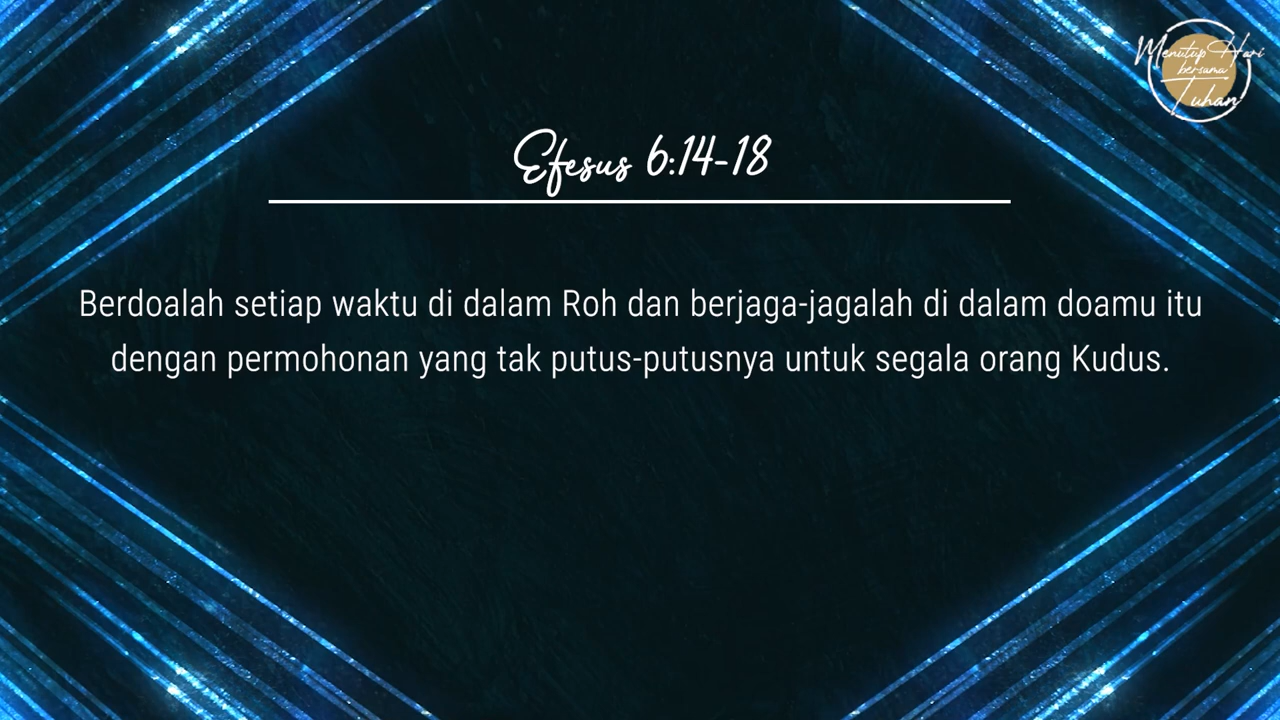 Menutup Hari
bersama
Tuhan
Efesus 6:14-18
Berdoalah setiap waktu di dalam Roh dan berjaga-jagalah di dalam doamu itu
dengan permohonan yang tak putus-putusnya untuk segala orang Kudus.